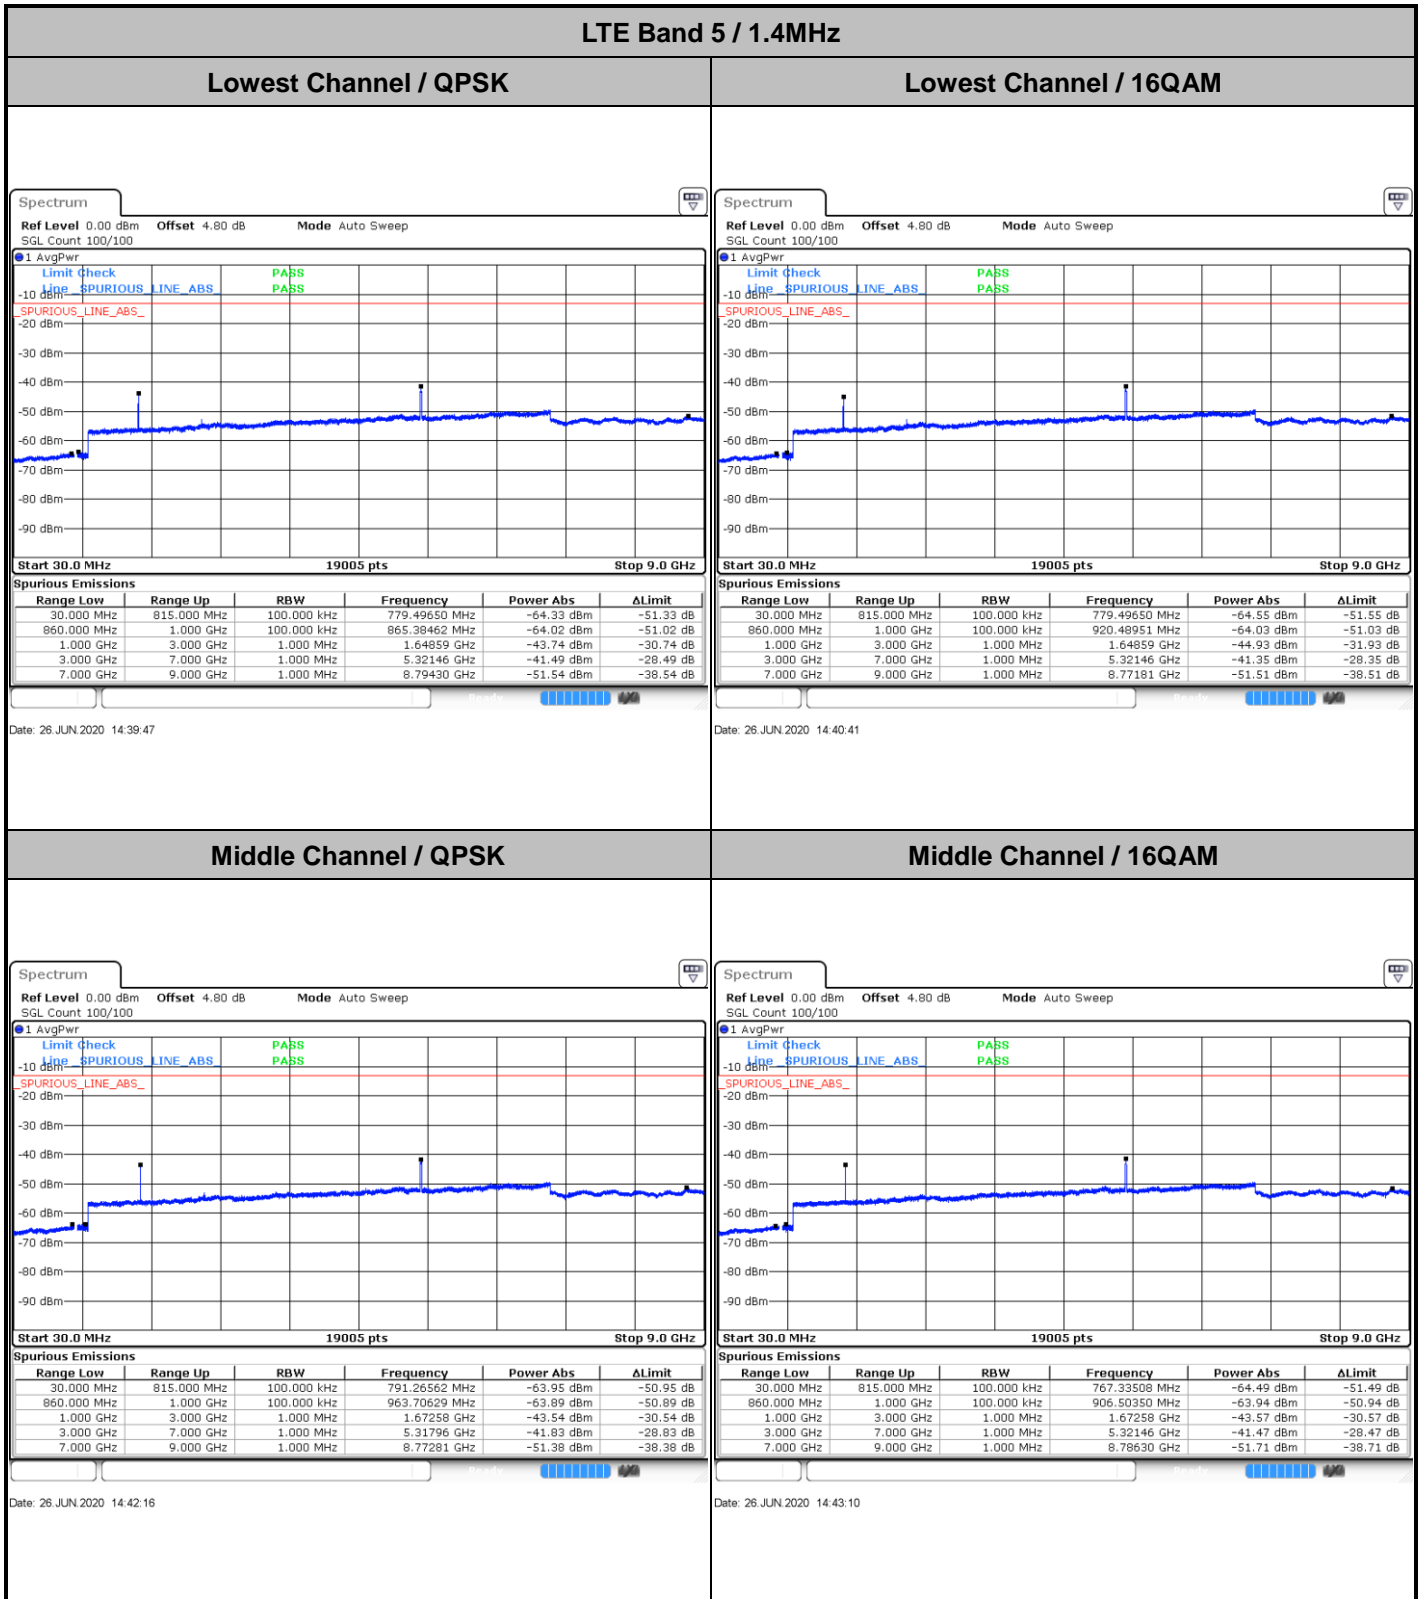 LTE Band 5 / 1.4MHz
Lowest Channel / QPSK
Lowest Channel / 16QAM
Spectrum
Ref Level 0.00 dBm Offset 4.80 dB Mode Auto Sweep
SGL Count 100/100
1 AvgPwr
Limit Check PASS
Line _SPURIOUS_LINE_ABS_ PASS
-10 dBm
_SPURIOUS_LINE_ABS_
-20 dBm
-30 dBm
-40 dBm
-50 dBm
-60 dBm
-70 dBm
-80 dBm
-90 dBm
Start 30.0 MHz 19005 pts Stop 9.0 GHz
Spurious Emissions
Range Low Range Up RBW Frequency Power Abs ΔLimit
30.000 MHz 815.000 MHz 100.000 kHz 779.49650 MHz -64.33 dBm -51.33 dB
860.000 MHz 1.000 GHz 100.000 kHz 865.38462 MHz -64.02 dBm -51.02 dB
1.000 GHz 3.000 GHz 1.000 MHz 1.64859 GHz -43.74 dBm -30.74 dB
3.000 GHz 7.000 GHz 1.000 MHz 5.32146 GHz -41.49 dBm -28.49 dB
7.000 GHz 9.000 GHz 1.000 MHz 8.79430 GHz -51.54 dBm -38.54 dB
Date: 26.JUN.2020 14:39:47
Spectrum
Ref Level 0.00 dBm Offset 4.80 dB Mode Auto Sweep
SGL Count 100/100
1 AvgPwr
Limit Check PASS
Line _SPURIOUS_LINE_ABS_ PASS
-10 dBm
_SPURIOUS_LINE_ABS_
-20 dBm
-30 dBm
-40 dBm
-50 dBm
-60 dBm
-70 dBm
-80 dBm
-90 dBm
Start 30.0 MHz 19005 pts Stop 9.0 GHz
Spurious Emissions
Range Low Range Up RBW Frequency Power Abs ΔLimit
30.000 MHz 815.000 MHz 100.000 kHz 779.49650 MHz -64.55 dBm -51.55 dB
860.000 MHz 1.000 GHz 100.000 kHz 920.48951 MHz -64.03 dBm -51.03 dB
1.000 GHz 3.000 GHz 1.000 MHz 1.64859 GHz -44.93 dBm -31.93 dB
3.000 GHz 7.000 GHz 1.000 MHz 5.32146 GHz -41.35 dBm -28.35 dB
7.000 GHz 9.000 GHz 1.000 MHz 8.77181 GHz -51.51 dBm -38.51 dB
Date: 26.JUN.2020 14:40:41
Middle Channel / QPSK
Middle Channel / 16QAM
Spectrum
Ref Level 0.00 dBm Offset 4.80 dB Mode Auto Sweep
SGL Count 100/100
1 AvgPwr
Limit Check PASS
Line _SPURIOUS_LINE_ABS_ PASS
-10 dBm
_SPURIOUS_LINE_ABS_
-20 dBm
-30 dBm
-40 dBm
-50 dBm
-60 dBm
-70 dBm
-80 dBm
-90 dBm
Start 30.0 MHz 19005 pts Stop 9.0 GHz
Spurious Emissions
Range Low Range Up RBW Frequency Power Abs ΔLimit
30.000 MHz 815.000 MHz 100.000 kHz 791.26562 MHz -63.95 dBm -50.95 dB
860.000 MHz 1.000 GHz 100.000 kHz 963.70629 MHz -63.89 dBm -50.89 dB
1.000 GHz 3.000 GHz 1.000 MHz 1.67258 GHz -43.54 dBm -30.54 dB
3.000 GHz 7.000 GHz 1.000 MHz 5.31796 GHz -41.83 dBm -28.83 dB
7.000 GHz 9.000 GHz 1.000 MHz 8.77281 GHz -51.38 dBm -38.38 dB
Date: 26.JUN.2020 14:42:16
Spectrum
Ref Level 0.00 dBm Offset 4.80 dB Mode Auto Sweep
SGL Count 100/100
1 AvgPwr
Limit Check PASS
Line _SPURIOUS_LINE_ABS_ PASS
-10 dBm
_SPURIOUS_LINE_ABS_
-20 dBm
-30 dBm
-40 dBm
-50 dBm
-60 dBm
-70 dBm
-80 dBm
-90 dBm
Start 30.0 MHz 19005 pts Stop 9.0 GHz
Spurious Emissions
Range Low Range Up RBW Frequency Power Abs ΔLimit
30.000 MHz 815.000 MHz 100.000 kHz 767.33508 MHz -64.49 dBm -51.49 dB
860.000 MHz 1.000 GHz 100.000 kHz 906.50350 MHz -63.94 dBm -50.94 dB
1.000 GHz 3.000 GHz 1.000 MHz 1.67258 GHz -43.57 dBm -30.57 dB
3.000 GHz 7.000 GHz 1.000 MHz 5.32146 GHz -41.47 dBm -28.47 dB
7.000 GHz 9.000 GHz 1.000 MHz 8.78630 GHz -51.71 dBm -38.71 dB
Date: 26.JUN.2020 14:43:10